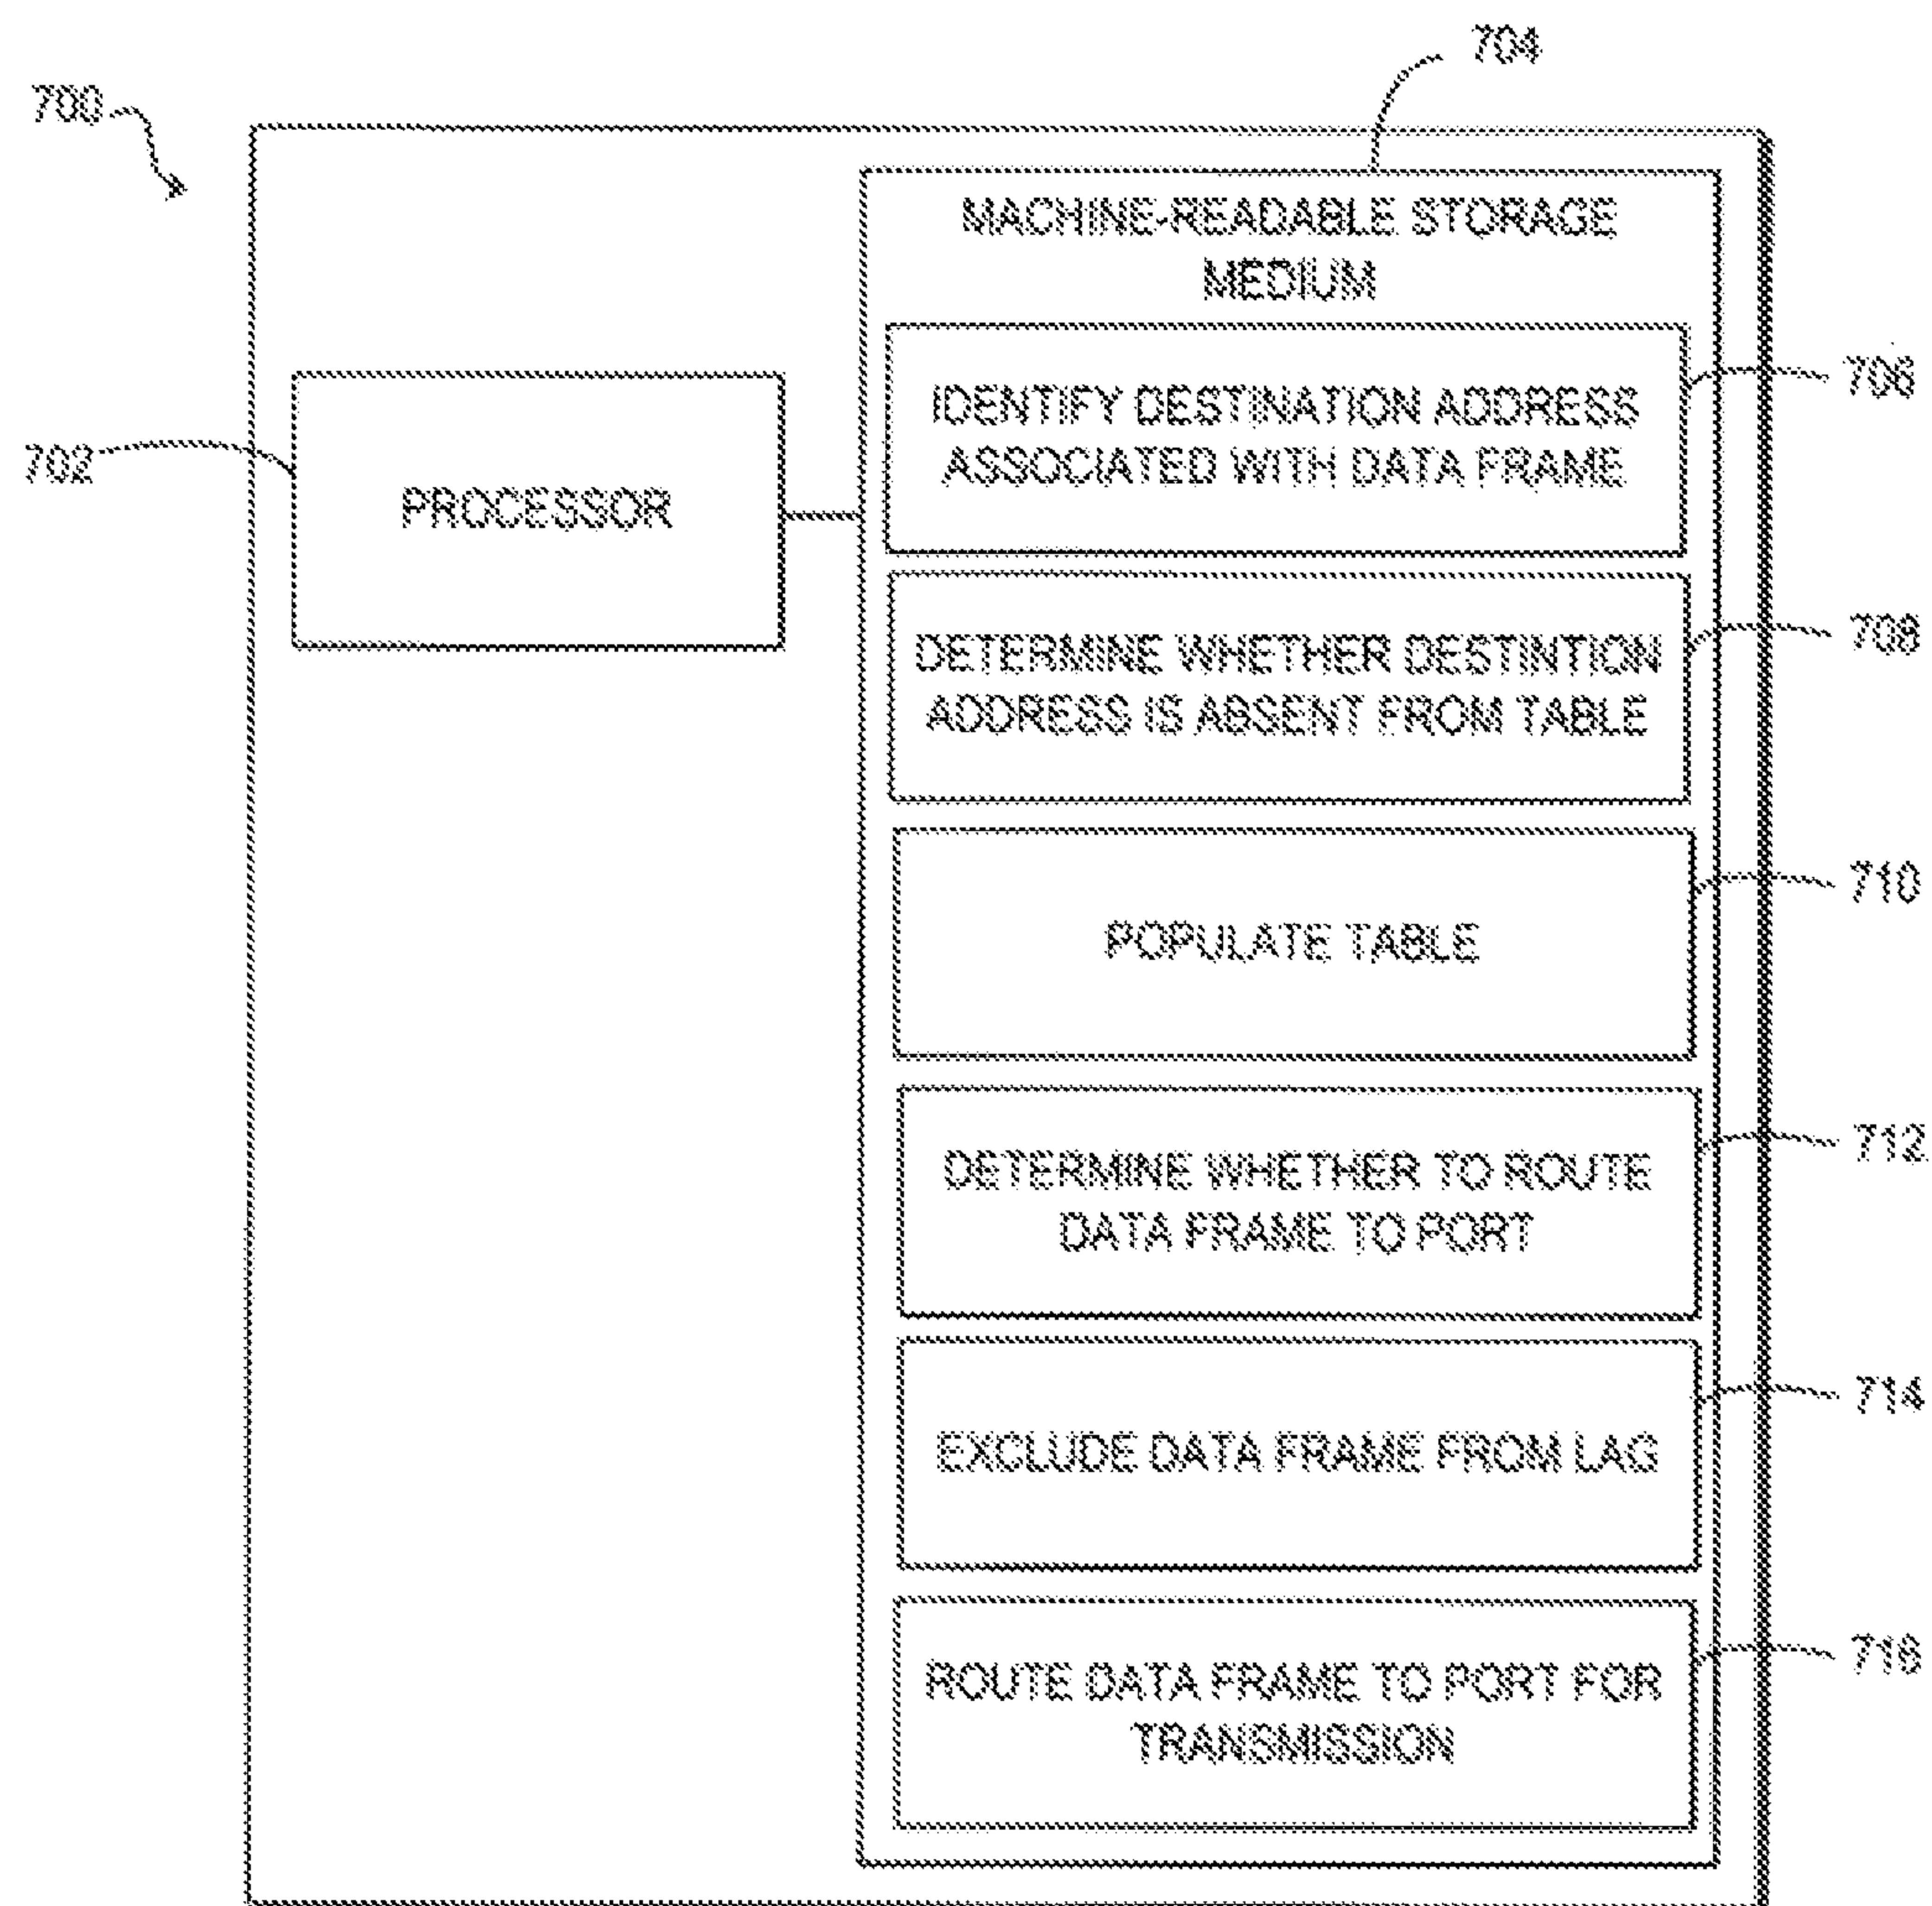 704
700
MACHINE-READABLE STORAGE
MEDIUM
706
IDENTIFY DESTINATION ADDRESS
ASSOCIATED WITH DATA FRAME
702
PROCESSOR
708
DETERMINE WHETHER DESTINTION
ADDRESS IS ABSENT FROM TABLE
710
POPULATE TABLE
712
DETERMINE WHETHER TO ROUTE
DATA FRAME TO PORT
714
EXCLUDE DATA FRAME FROM LAG
716
ROUTE DATA FRAME TO PORT FOR
TRANSMISSION